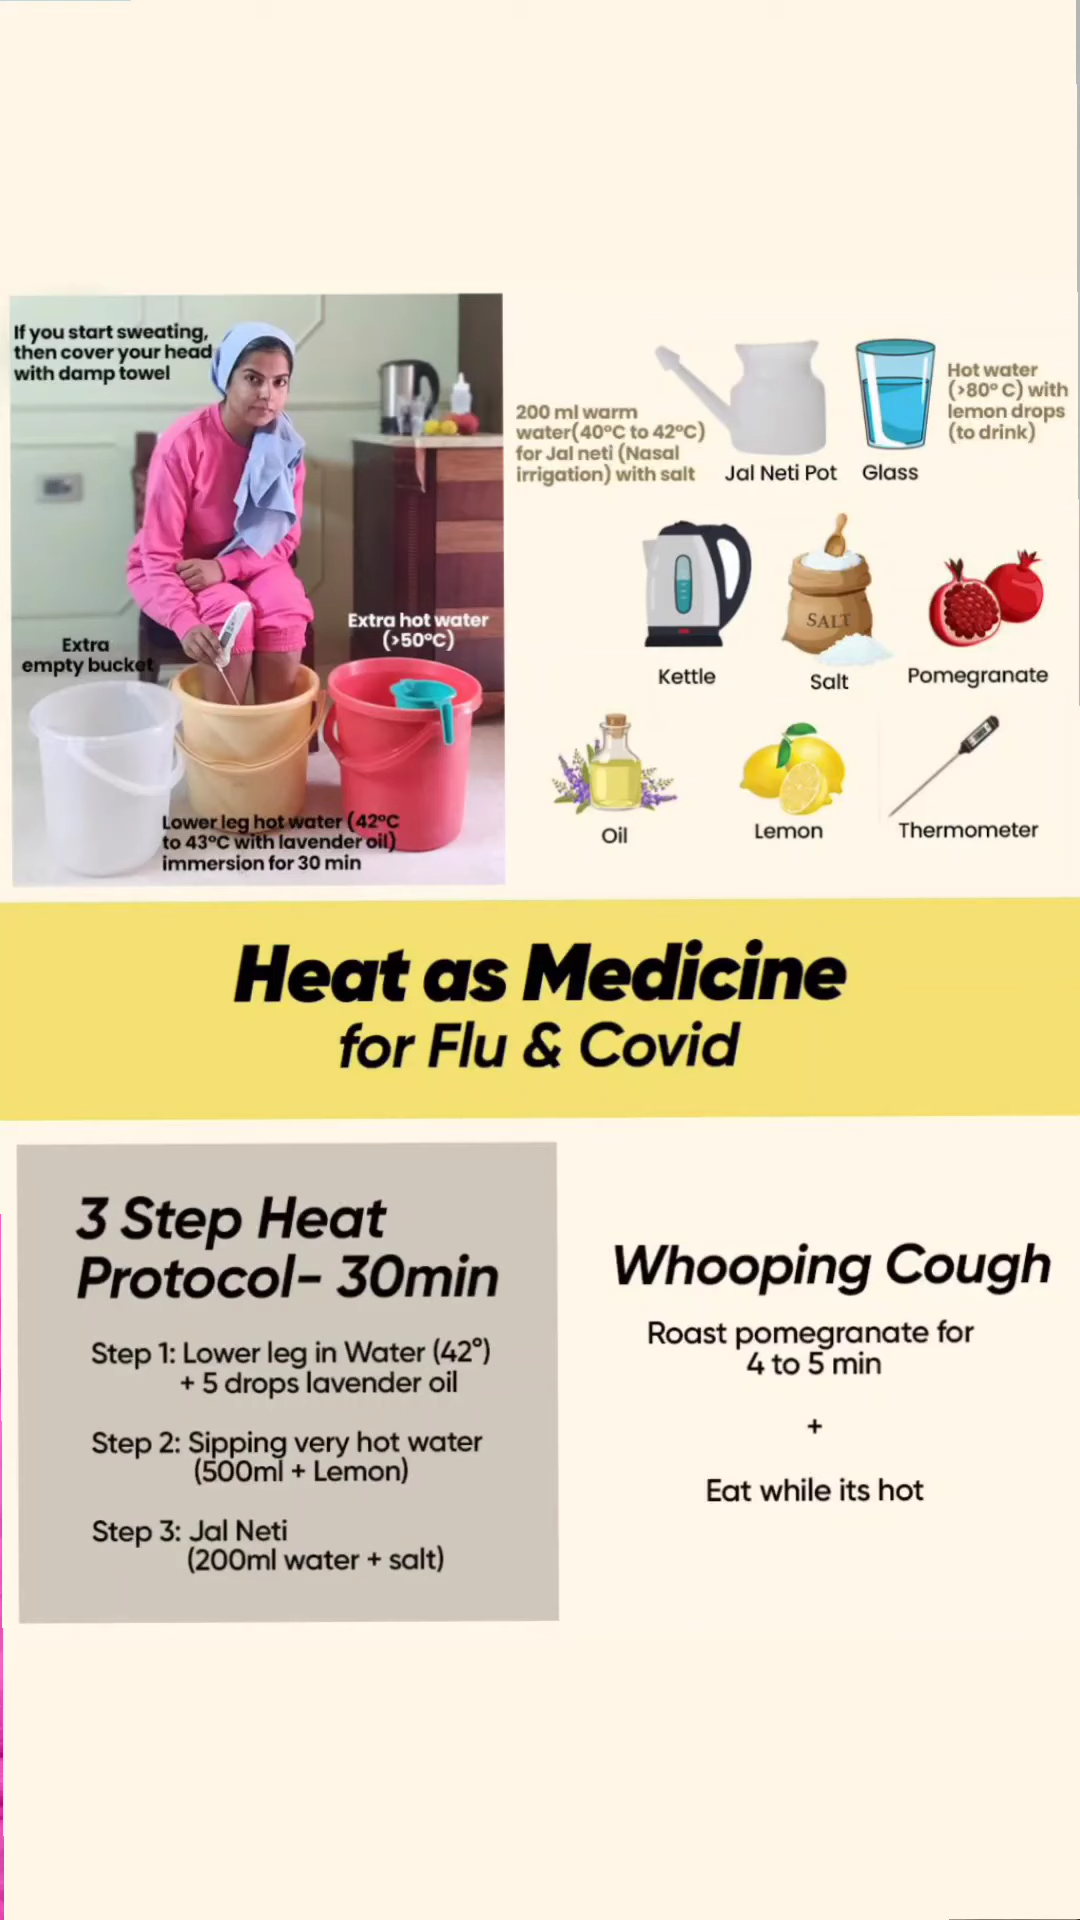 If you start sweating,
then cover your head
with damp towel
Extra
empty bucket
Extra hot water
(>50°C)
Lower leg hot water (42°C
to 43°C with lavender oil)
immersion for 30 min
200 ml warm
water(40°C to 42°C)
for Jal neti (Nasal
irrigation) with salt
Jal Neti Pot
Glass
Hot water
(>80° C) with
lemon drops
(to drink)
Kettle
SALT
Salt
Pomegranate
Oil
Lemon
Thermometer
Heat as Medicine
for Flu & Covid
3 Step Heat
Protocol- 30min
Step 1: Lower leg in Water (42°)
+ 5 drops lavender oil
Step 2: Sipping very hot water
(500ml + Lemon)
Step 3: Jal Neti
(200ml water + salt)
Whooping Cough
Roast pomegranate for
4 to 5 min
+
Eat while its hot